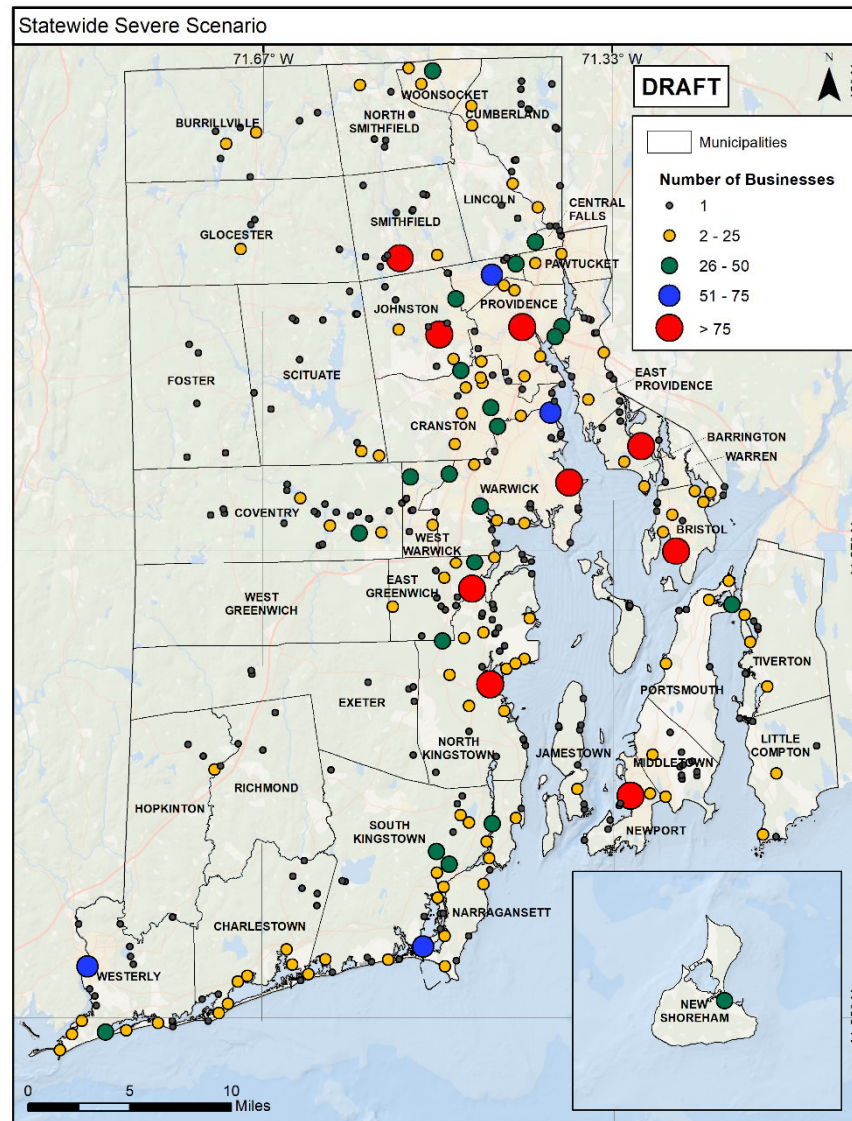 Statewide Severe Scenario
71.67° W
71.33° W
N
DRAFT
Municipalities
Number of Businesses
1
2 - 25
26 - 50
51 - 75
> 75
WOONSOCKET
BURRILLVILLE
NORTH
SMITHFIELD
CUMBERLAND
LINCOLN
CENTRAL
FALLS
SMITHFIELD
GLOCESTER
PAWTUCKET
JOHNSTON
PROVIDENCE
FOSTER
SCITUATE
EAST
PROVIDENCE
CRANSTON
BARRINGTON
WARREN
COVENTRY
WARWICK
BRISTOL
WEST
WARWICK
WEST
GREENWICH
EAST
GREENWICH
TIVERTON
PORTSMOUTH
EXETER
NORTH
KINGSTOWN
JAMESTOWN
LITTLE
COMPTON
MIDDLETOWN
RICHMOND
HOPKINTON
SOUTH
KINGSTOWN
NEWPORT
NARRAGANSETT
CHARLESTOWN
WESTERLY
NEW
SHOREHAM
0 5 10
Miles